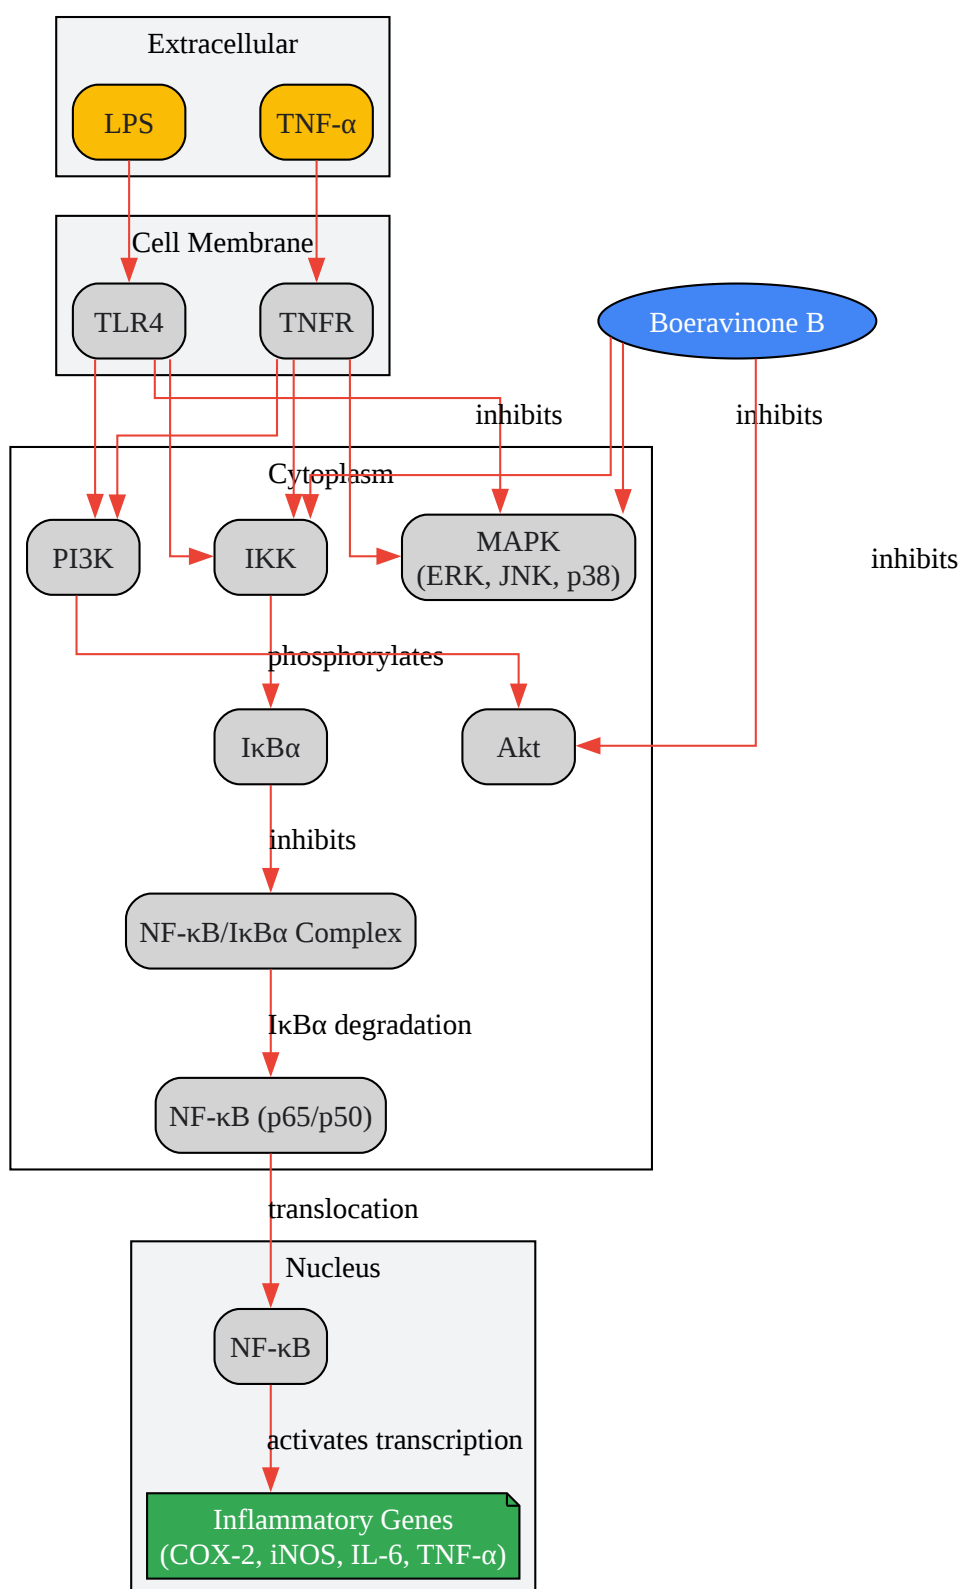 Extracellular
LPS
TNF-α
Cell Membrane
TLR4
TNFR
Boeravinone B
inhibits
inhibits
Cytoplasm
PI3K
IKK
MAPK
(ERK, JNK, p38)
inhibits
phosphorylates
IκBα
Akt
inhibits
NF-κB/IκBα Complex
IκBα degradation
NF-κB (p65/p50)
translocation
Nucleus
NF-κB
activates transcription
Inflammatory Genes
(COX-2, iNOS, IL-6, TNF-α)